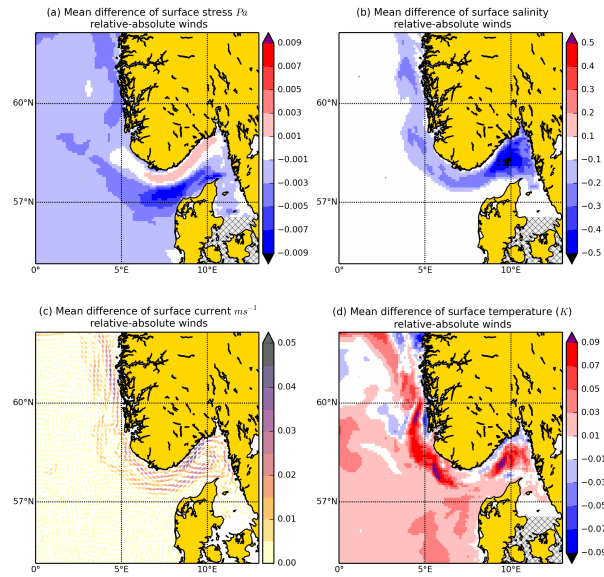 (a) Mean difference of surface stress Pa
relative-absolute winds
60°N
57°N
0°
5°E
10°E
0.009
0.007
0.005
0.003
0.001
−0.001
−0.003
−0.005
−0.007
−0.009
(b) Mean difference of surface salinity
relative-absolute winds
60°N
57°N
0°
5°E
10°E
0.5
0.4
0.3
0.2
0.1
−0.1
−0.2
−0.3
−0.4
−0.5
(c) Mean difference of surface current ms⁻¹
relative-absolute winds
60°N
57°N
0°
5°E
10°E
0.05
0.04
0.03
0.02
0.01
0.00
(d) Mean difference of surface temperature (K)
relative-absolute winds
60°N
57°N
0°
5°E
10°E
0.09
0.07
0.05
0.03
0.01
−0.01
−0.03
−0.05
−0.07
−0.09